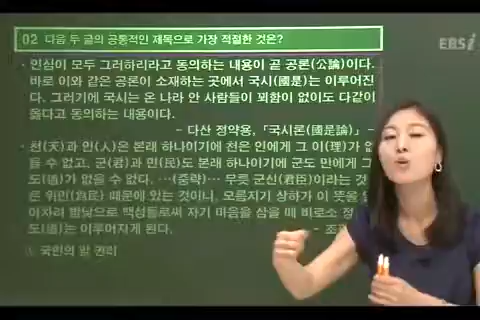 02 다음 두 글의 공통적인 제목으로 가장 적절한 것은?
EBSi
· 인심이 모두 그러하리라고 동의하는 내용이 곧 공론(公論)이다.
바로 이와 같은 공론이 소재하는 곳에서 국시(國是)는 이루어진
다. 그러기에 국시는 온 나라 안 사람들이 꾀함이 없이도 다같이
옳다고 동의하는 내용이다.
– 다산 정약용, 「국시론(國是論)」 –
· 천(天)과 인(人)은 본래 하나이기에 천은 인에게 그 이(理)가 없
을 수 없고, 군(君)과 민(民)도 본래 하나이기에 군도 만에게 그
도(道)가 없을 수 없다. …(중략)… 무릇 군신(君臣)이라는 것
은 위민(爲民) 때문에 있는 것이니, 모름지기 상하가 이 뜻을
밤낮으로 백성들로써 자기 마음을 삼을 때 비로소
도(道)는 이루어지게 된다.
– 조
① 국민의 알 권리